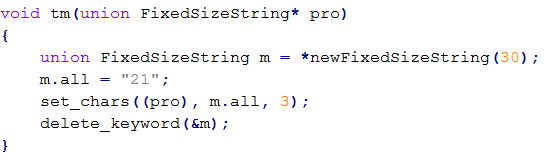 void tm(union FixedSizeString* pro)
{
    union FixedSizeString m = *newFixedSizeString(30);
    m.all = "21";
    set_chars((pro), m.all, 3);
    delete_keyword(&m);
}